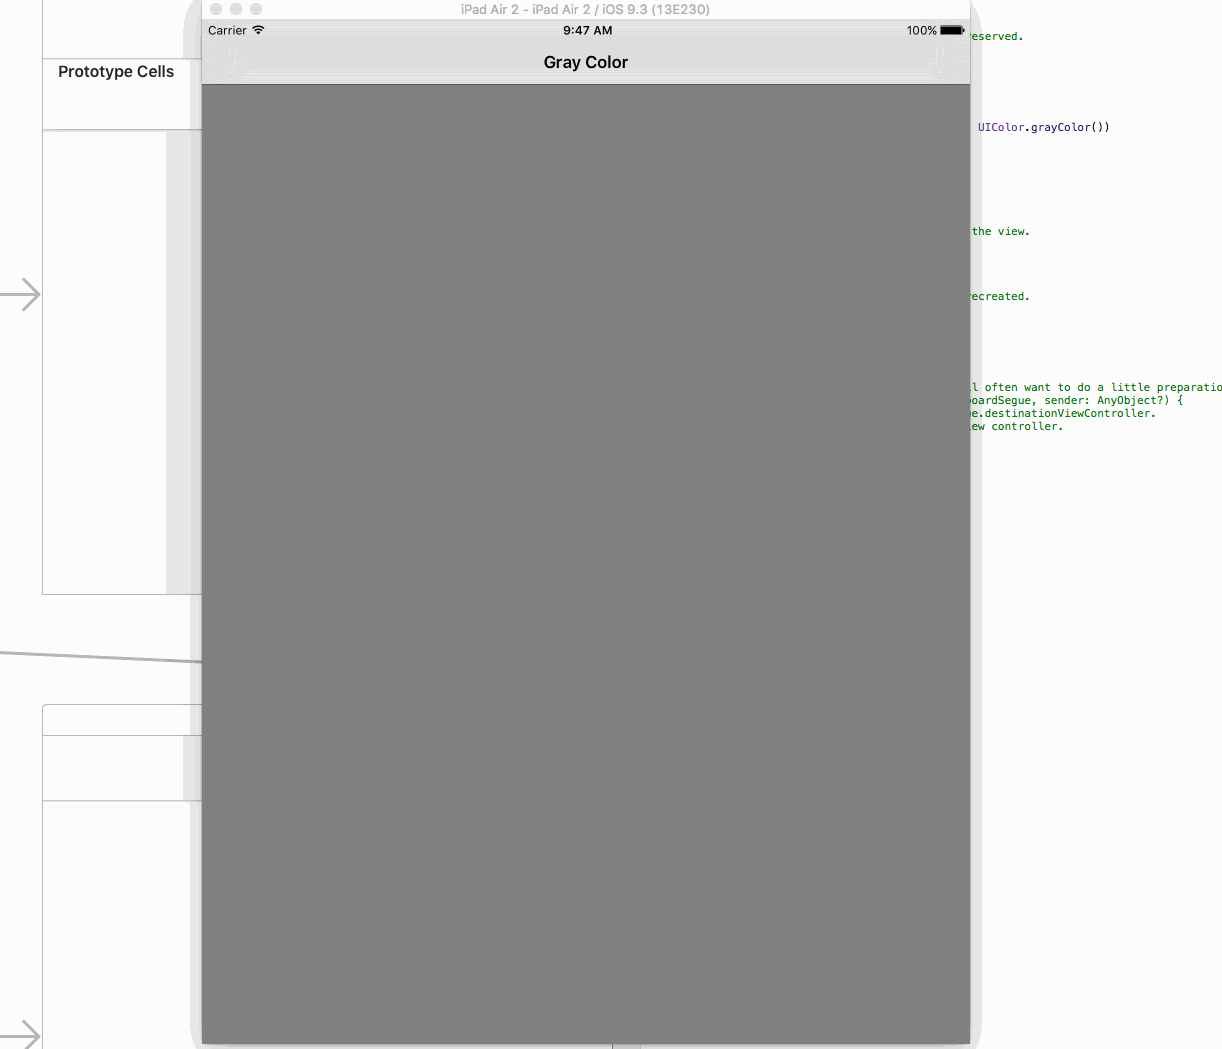 iPad Air 2 - iPad Air 2 / iOS 9.3 (13E230)
Carrier 9:47 AM 100%
eserved.
Gray Color
Prototype Cells
UIColor.grayColor())
the view.
ecreated.
l often want to do a little preparatio
oardSegue, sender: AnyObject?) {
e.destinationViewController.
ew controller.